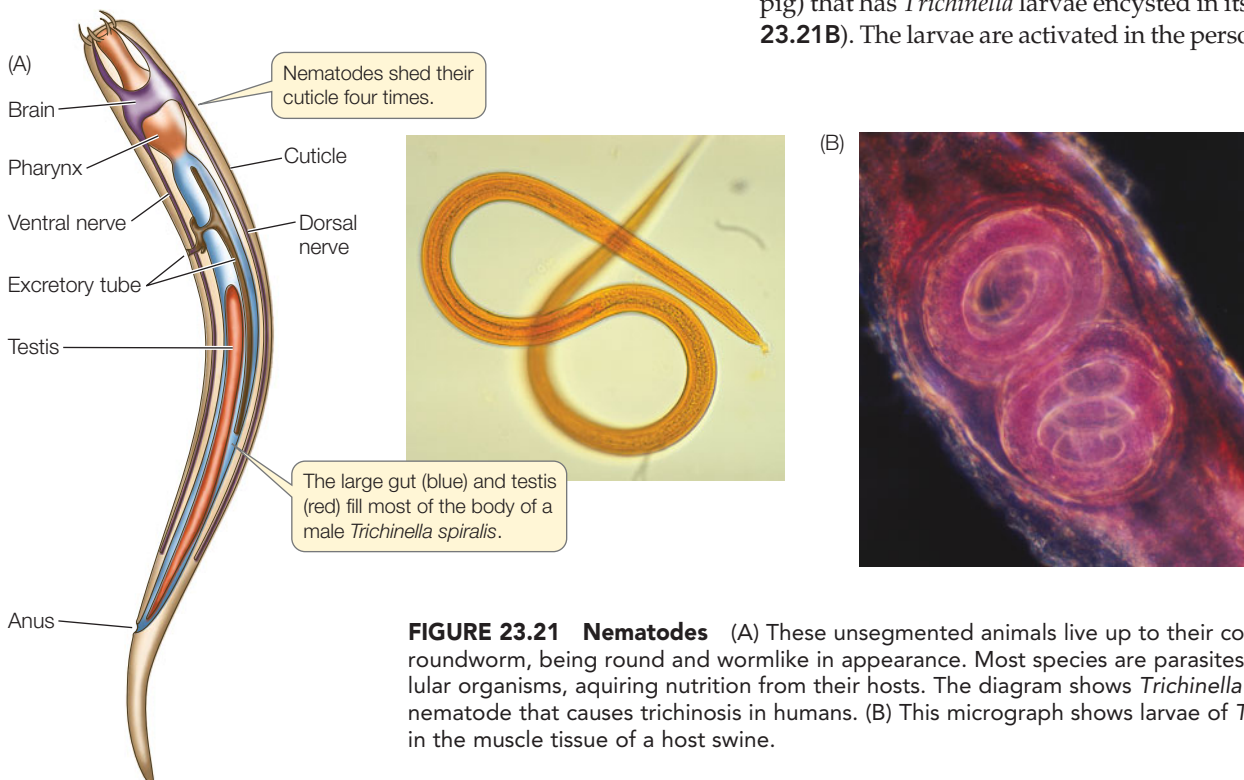 pig) that has Trichinella larvae encysted in its
23.21B). The larvae are activated in the perso
(A)
Brain
Pharynx
Ventral nerve
Excretory tube
Testis
Anus
Nematodes shed their
cuticle four times.
Cuticle
Dorsal
nerve
The large gut (blue) and testis
(red) fill most of the body of a
male Trichinella spiralis.
(B)
FIGURE 23.21 Nematodes (A) These unsegmented animals live up to their co
roundworm, being round and wormlike in appearance. Most species are parasites
lular organisms, aquiring nutrition from their hosts. The diagram shows Trichinella
nematode that causes trichinosis in humans. (B) This micrograph shows larvae of T
in the muscle tissue of a host swine.